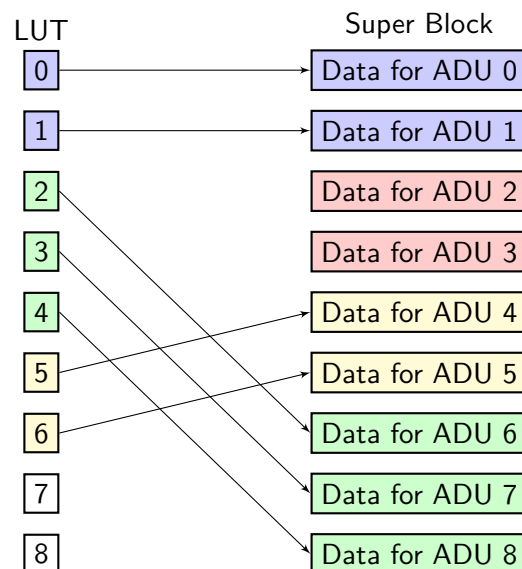 LUT Super Block
0 Data for ADU 0
1 Data for ADU 1
2 Data for ADU 2
3 Data for ADU 3
4 Data for ADU 4
5 Data for ADU 5
6 Data for ADU 6
7 Data for ADU 7
8 Data for ADU 8